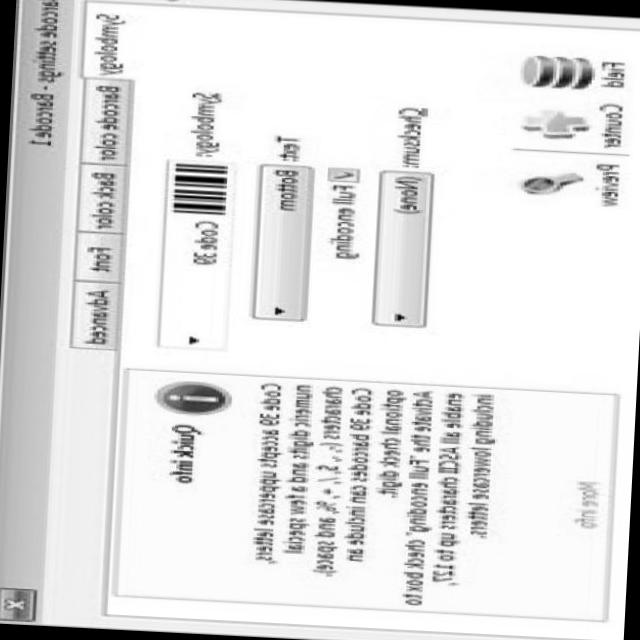 arcode settings - Barcode1
Symbology
Barcode color
Back color
Font
Advanced
Symbology:
Code 39
Text:
Bottom
Full encoding
Checksum:
(None)
Field
Counter
Preview
Quick info
Code 39 accepts uppercase letters,
numeric digits and a few special
characters (-, ., $, /, +, %, and space).
Code 39 barcodes can include an
optional check digit.
Activate the "Full encoding" check box to
enable all ASCII characters up to 127,
including lowercase letters.
More info